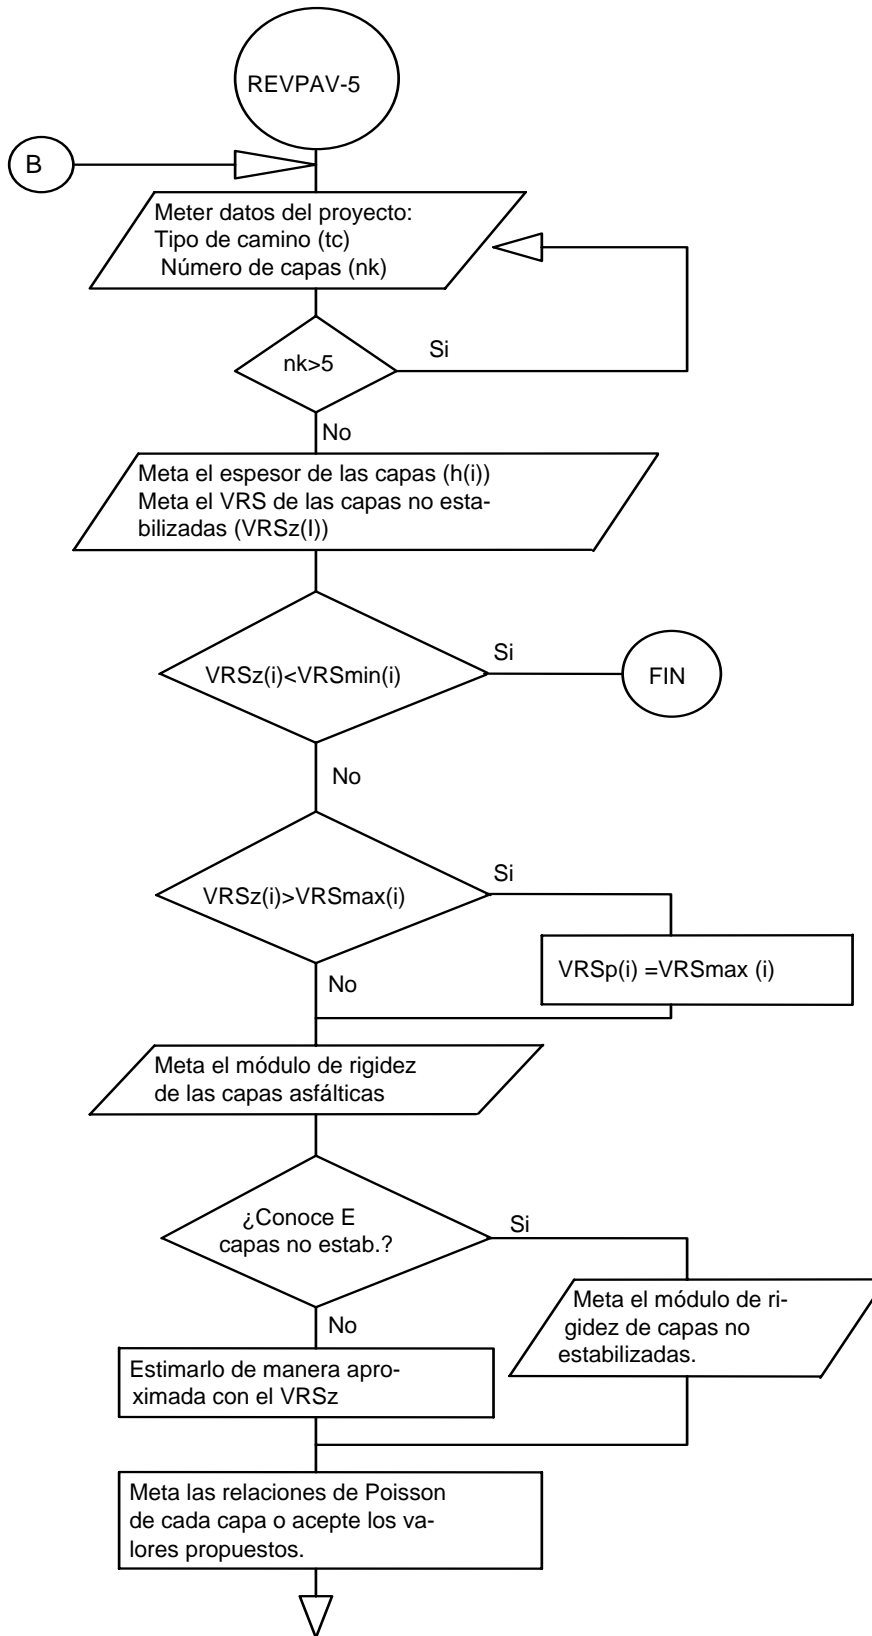 REVPAV-5
B
Meter datos del proyecto:
Tipo de camino (tc)
Número de capas (nk)
nk>5
Si
No
Meta el espesor de las capas (h(i))
Meta el VRS de las capas no esta-
bilizadas (VRSz(I))
VRSz(i)<VRSmin(i)
Si
FIN
No
VRSz(i)>VRSmax(i)
Si
VRSp(i) =VRSmax (i)
No
Meta el módulo de rigidez
de las capas asfálticas
¿Conoce E
capas no estab.?
Si
Meta el módulo de ri-
gidez de capas no
estabilizadas.
No
Estimarlo de manera apro-
ximada con el VRSz
Meta las relaciones de Poisson
de cada capa o acepte los va-
lores propuestos.